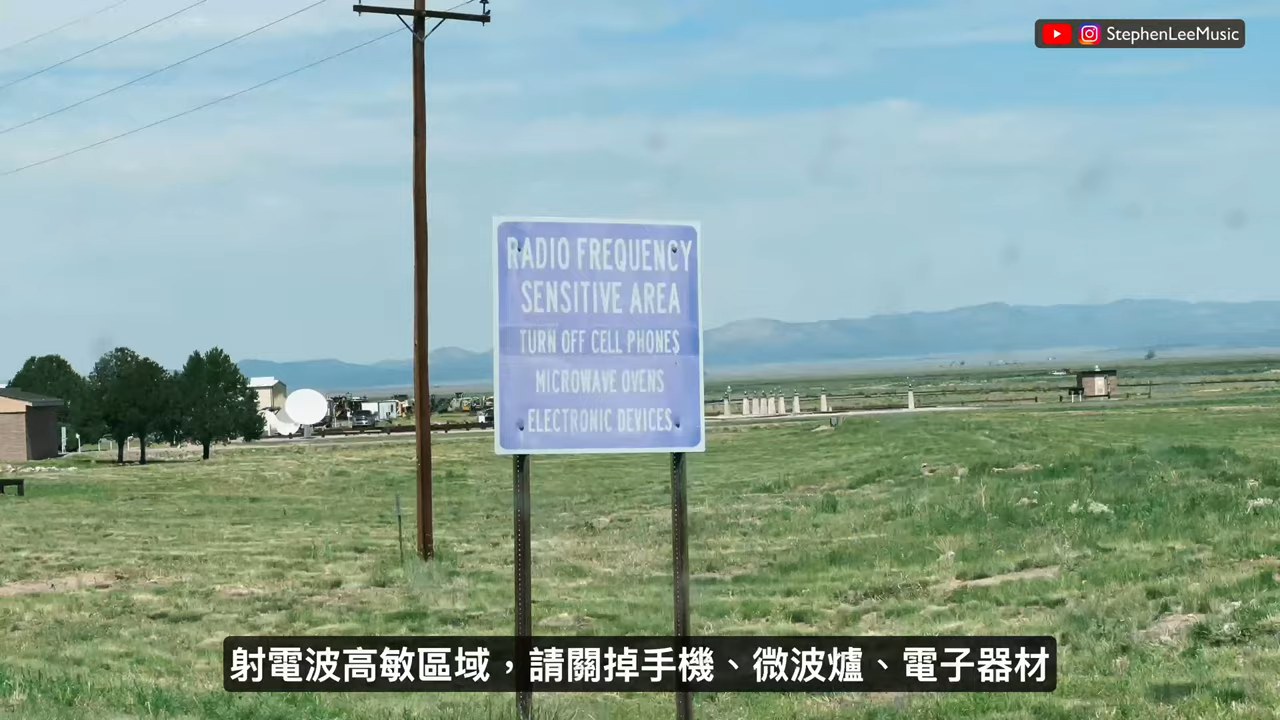 StephenLeeMusic
RADIO FREQUENCY
SENSITIVE AREA
TURN OFF CELL PHONES
MICROWAVE OVENS
ELECTRONIC DEVICES
射電波高敏區域，請關掉手機、微波爐、電子器材